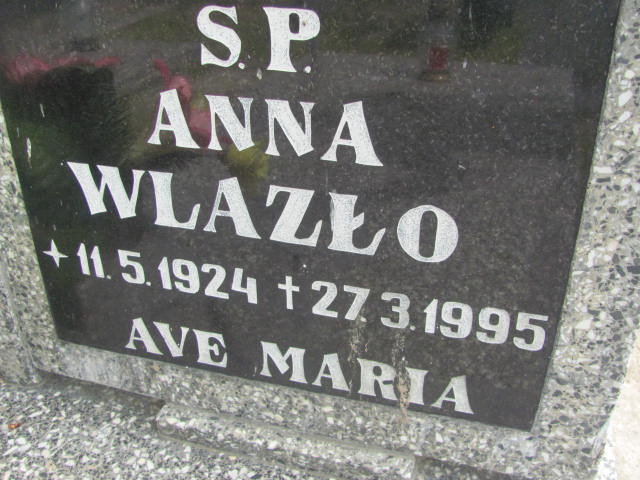 S.P.
ANNA
WLAZŁO
+ 11.5.1924 † 27.3.1995
AVE MARIA